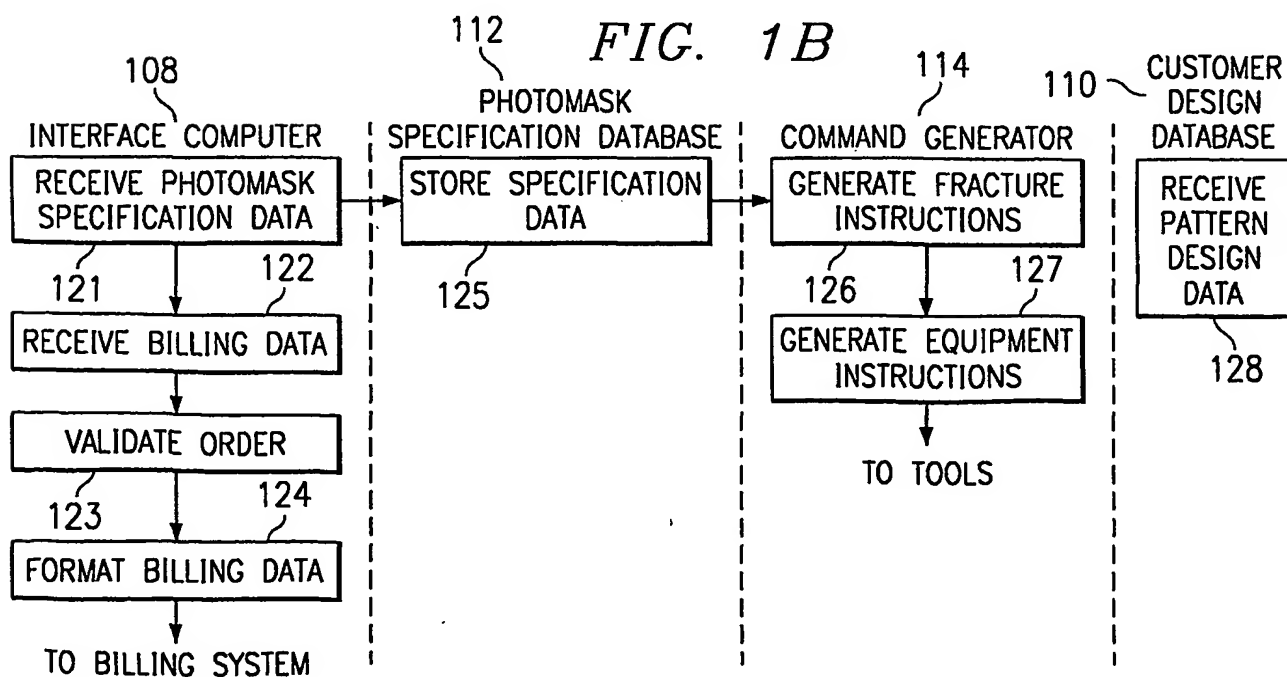 FIG. 1B
108
INTERFACE COMPUTER
RECEIVE PHOTOMASK
SPECIFICATION DATA
121
122
RECEIVE BILLING DATA
VALIDATE ORDER
123
124
FORMAT BILLING DATA
TO BILLING SYSTEM
112
PHOTOMASK
SPECIFICATION DATABASE
STORE SPECIFICATION
DATA
125
114
COMMAND GENERATOR
GENERATE FRACTURE
INSTRUCTIONS
126
127
GENERATE EQUIPMENT
INSTRUCTIONS
TO TOOLS
110
CUSTOMER
DESIGN
DATABASE
RECEIVE
PATTERN
DESIGN
DATA
128